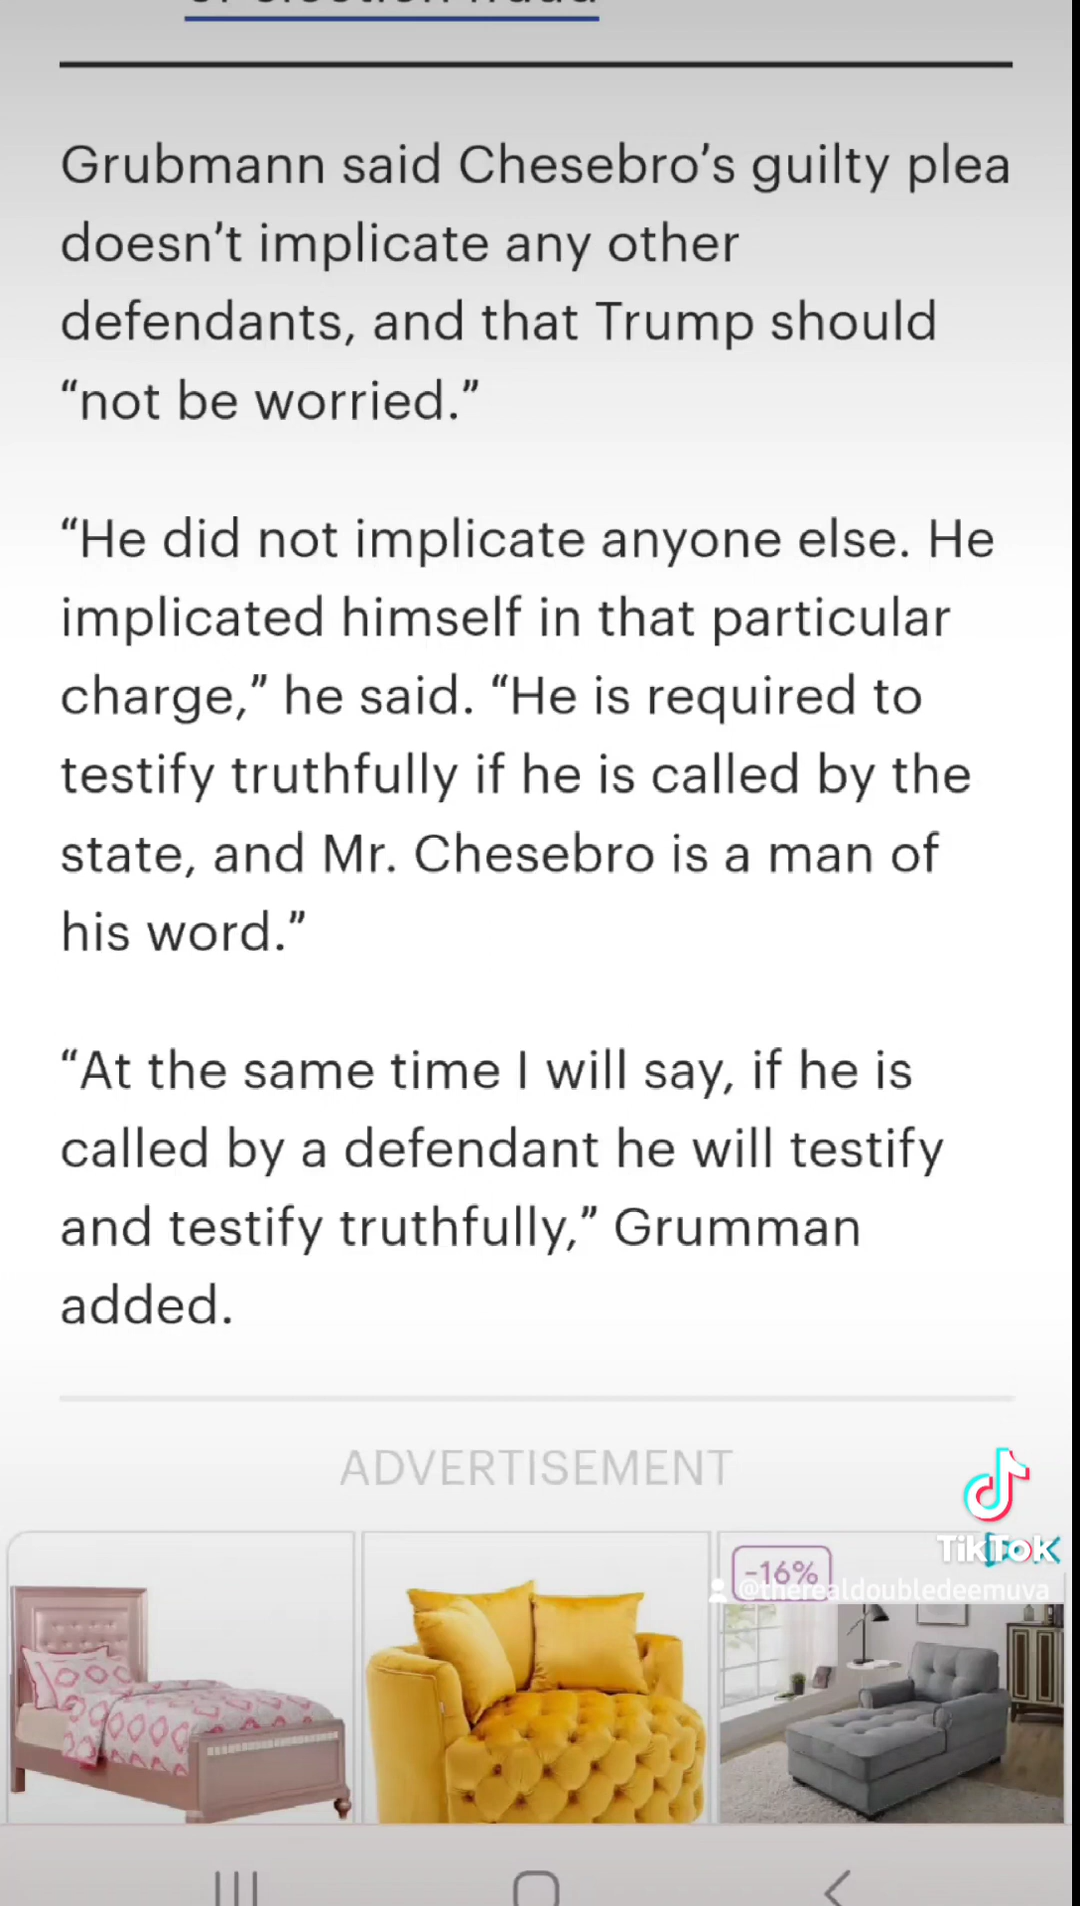 of election fraud
Grubmann said Chesebro’s guilty plea
doesn’t implicate any other
defendants, and that Trump should
“not be worried.”
“He did not implicate anyone else. He
implicated himself in that particular
charge,” he said. “He is required to
testify truthfully if he is called by the
state, and Mr. Chesebro is a man of
his word.”
“At the same time I will say, if he is
called by a defendant he will testify
and testify truthfully,” Grumman
added.
ADVERTISEMENT
TikTok
-16%
@therealdoubledeemuva